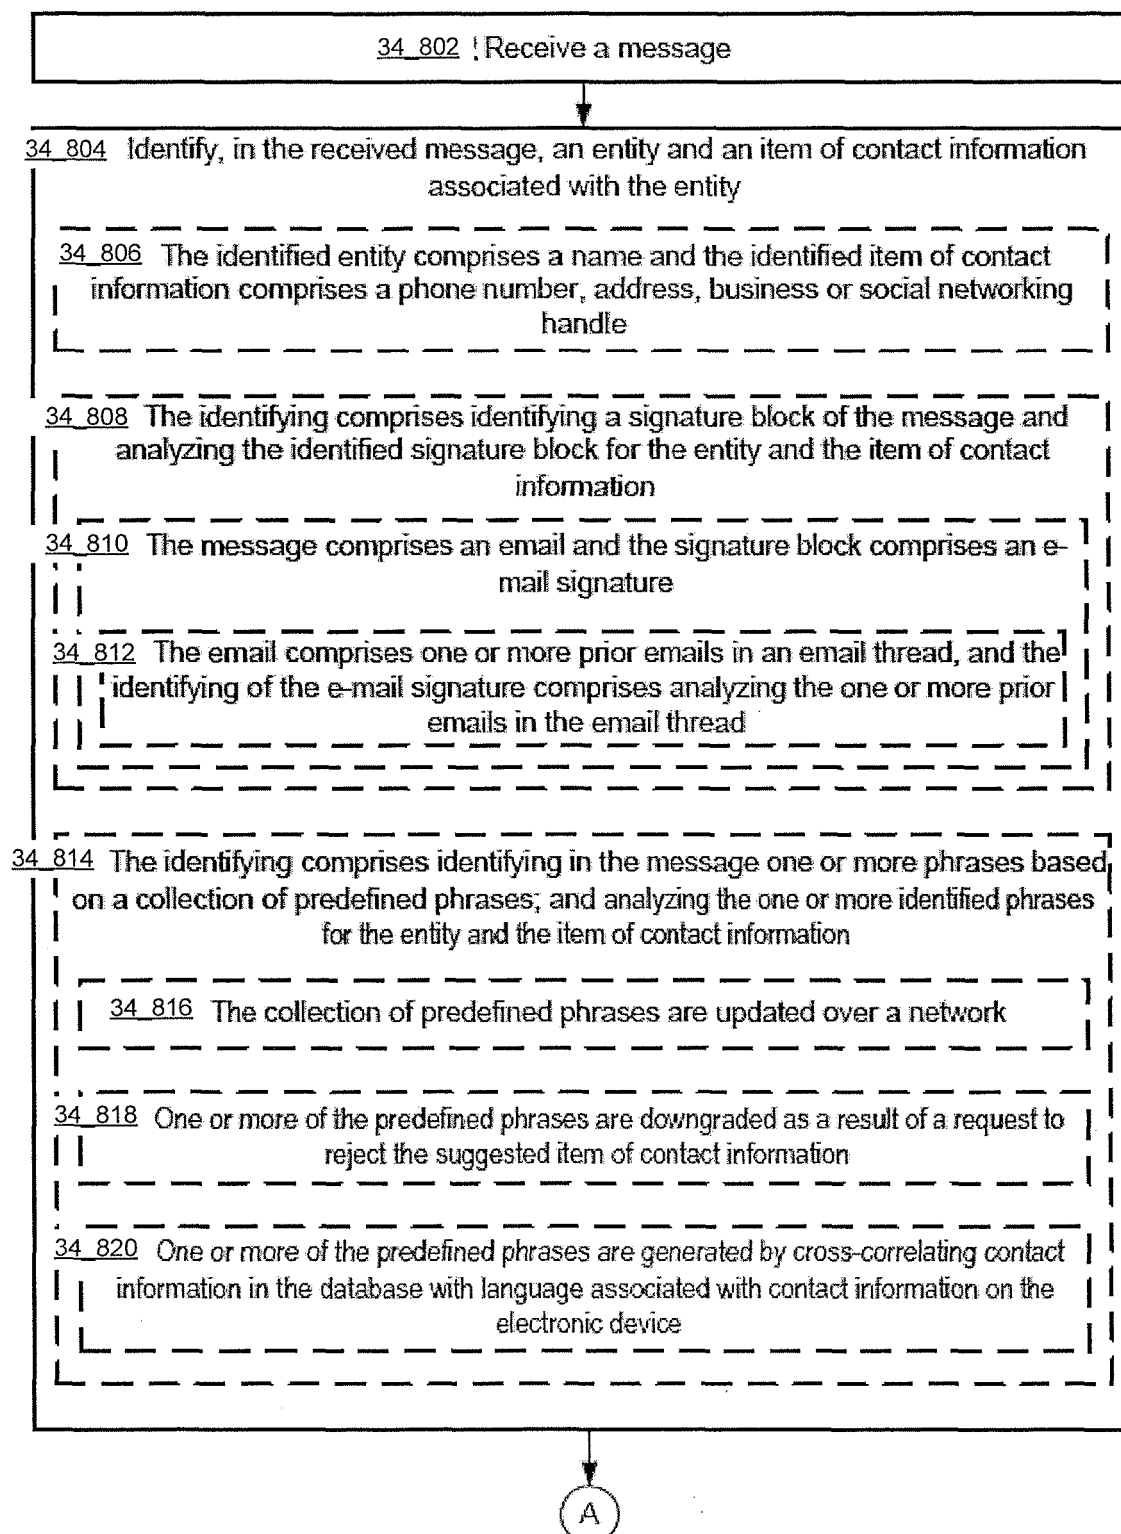 34_802 Receive a message
34_804 Identify, in the received message, an entity and an item of contact information
associated with the entity
34_806 The identified entity comprises a name and the identified item of contact
information comprises a phone number, address, business or social networking
handle
34_808 The identifying comprises identifying a signature block of the message and
analyzing the identified signature block for the entity and the item of contact
information
34_810 The message comprises an email and the signature block comprises an e-
mail signature
34_812 The email comprises one or more prior emails in an email thread, and the
identifying of the e-mail signature comprises analyzing the one or more prior
emails in the email thread
34_814 The identifying comprises identifying in the message one or more phrases based
on a collection of predefined phrases; and analyzing the one or more identified phrases
for the entity and the item of contact information
34_816 The collection of predefined phrases are updated over a network
34_818 One or more of the predefined phrases are downgraded as a result of a request to
reject the suggested item of contact information
34_820 One or more of the predefined phrases are generated by cross-correlating contact
information in the database with language associated with contact information on the
electronic device
A